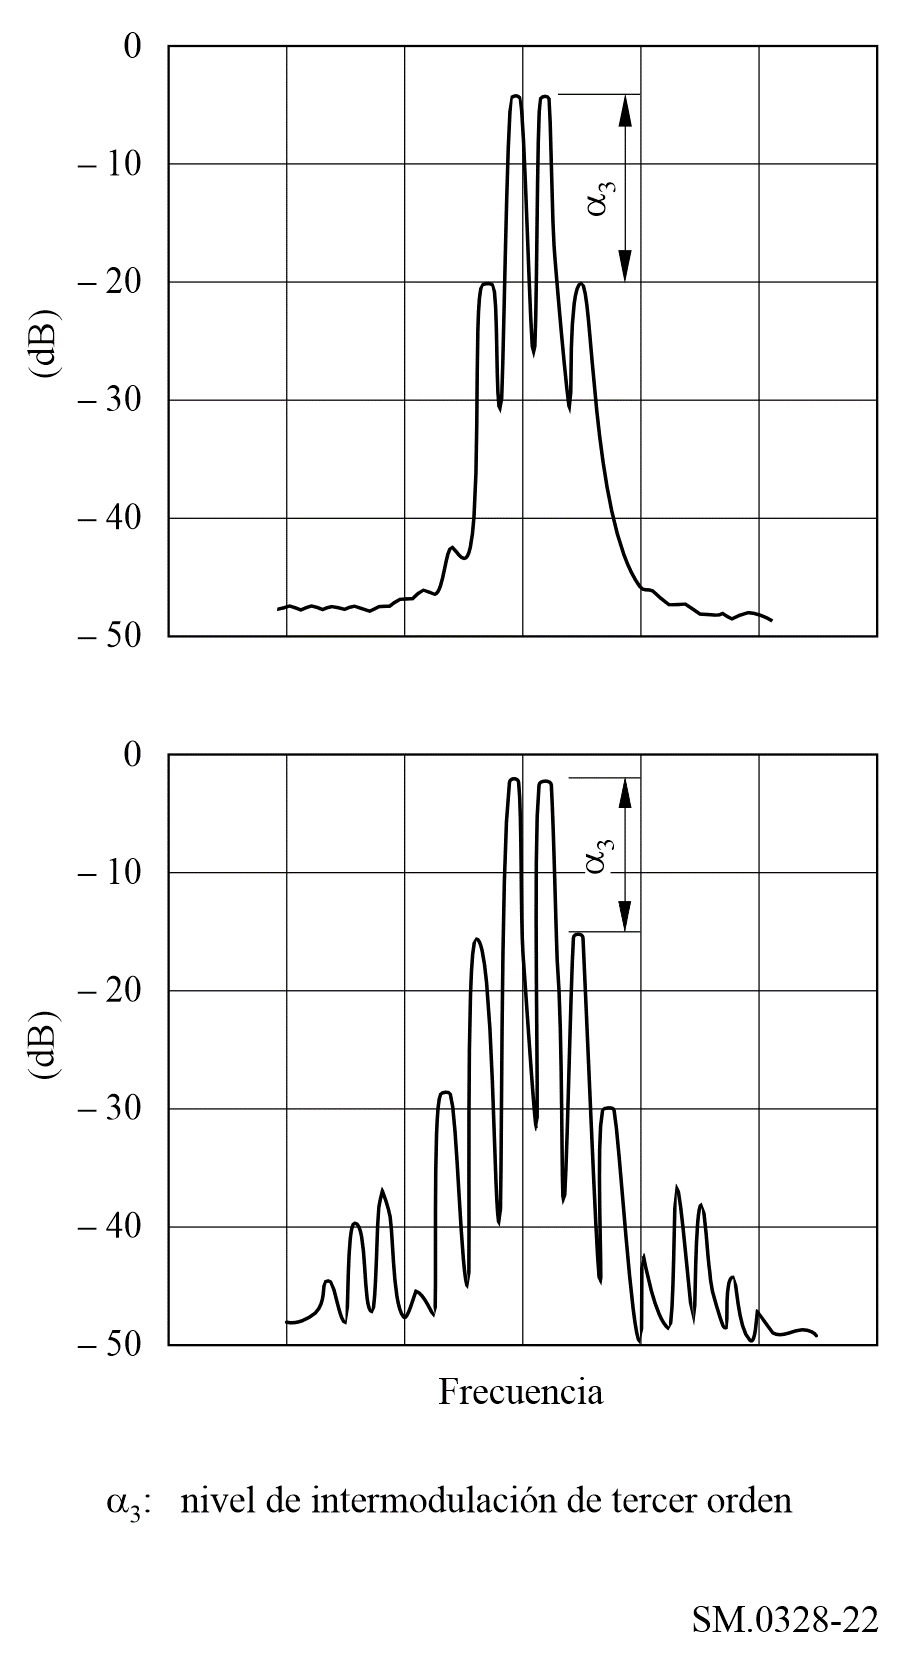 0
– 10
– 20
– 30
– 40
– 50
(dB)
α3
0
– 10
– 20
– 30
– 40
– 50
(dB)
α3
Frecuencia
α3: nivel de intermodulación de tercer orden
SM.0328-22